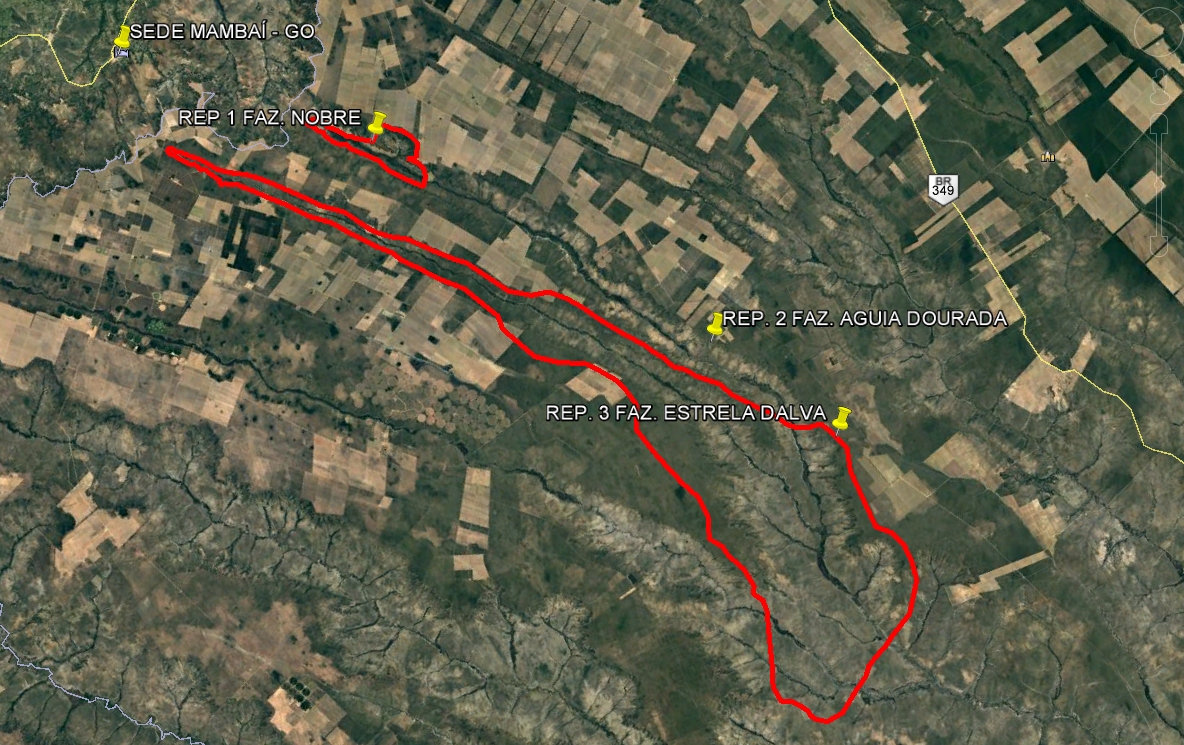 SEDE MAMBAÍ - GO
REP 1 FAZ. NOBRE
BR
349
REP. 2 FAZ. AGUIA DOURADA
REP. 3 FAZ. ESTRELA DALVA